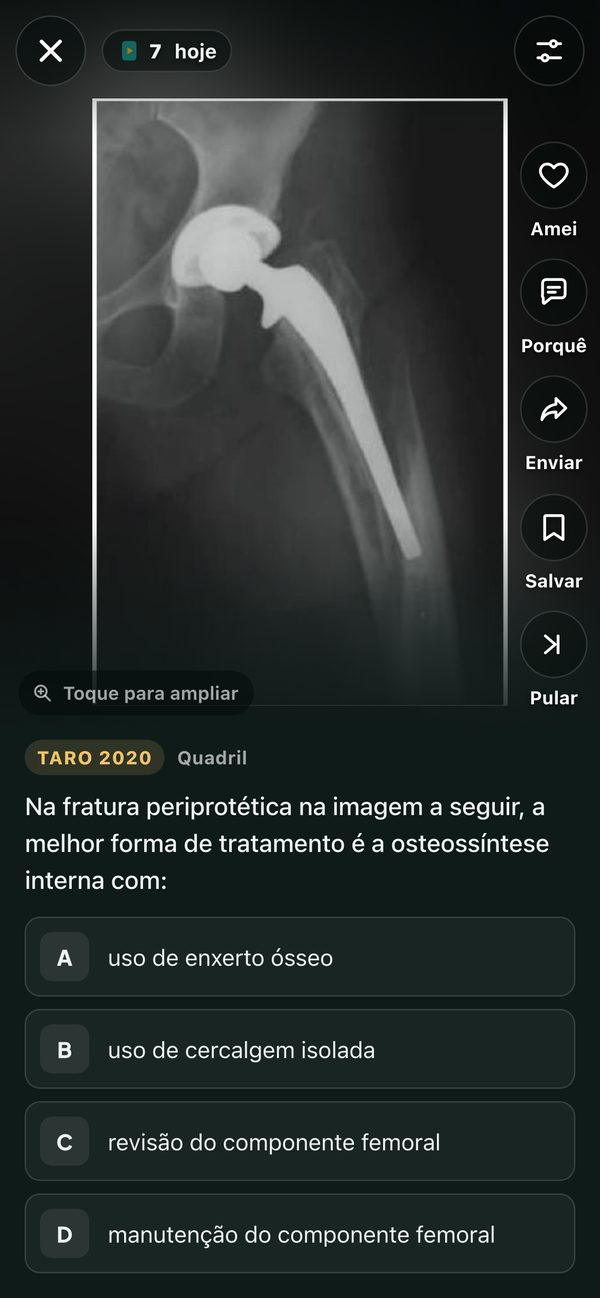 7 hoje
Amei
Porquê
Enviar
Salvar
Pular
Toque para ampliar
TARO 2020 Quadril
Na fratura periprotética na imagem a seguir, a
melhor forma de tratamento é a osteossíntese
interna com:
A uso de enxerto ósseo
B uso de cercalgem isolada
C revisão do componente femoral
D manutenção do componente femoral